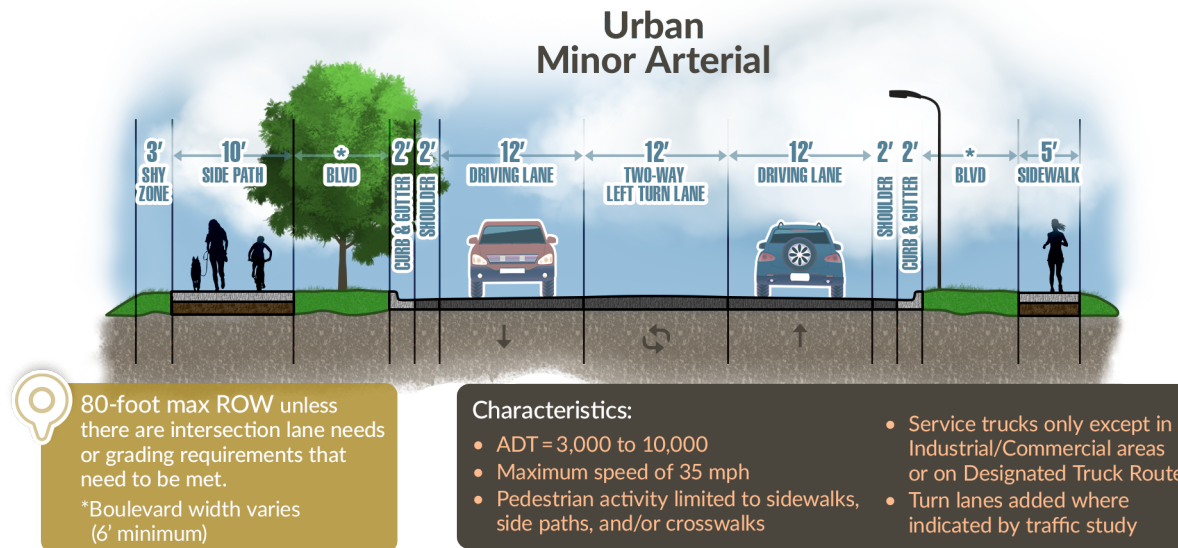 Urban
Minor Arterial
3'
SHY
ZONE
10'
SIDE PATH
*
BLVD
2'
CURB & GUTTER
2'
SHOULDER
12'
DRIVING LANE
12'
TWO-WAY
LEFT TURN LANE
12'
DRIVING LANE
2'
SHOULDER
2'
CURB & GUTTER
*
BLVD
5'
SIDEWALK
80-foot max ROW unless
there are intersection lane needs
or grading requirements that
need to be met.
*Boulevard width varies
(6' minimum)
Characteristics:
• ADT = 3,000 to 10,000
• Maximum speed of 35 mph
• Pedestrian activity limited to sidewalks,
side paths, and/or crosswalks
• Service trucks only except in
Industrial/Commercial areas
or on Designated Truck Route
• Turn lanes added where
indicated by traffic study